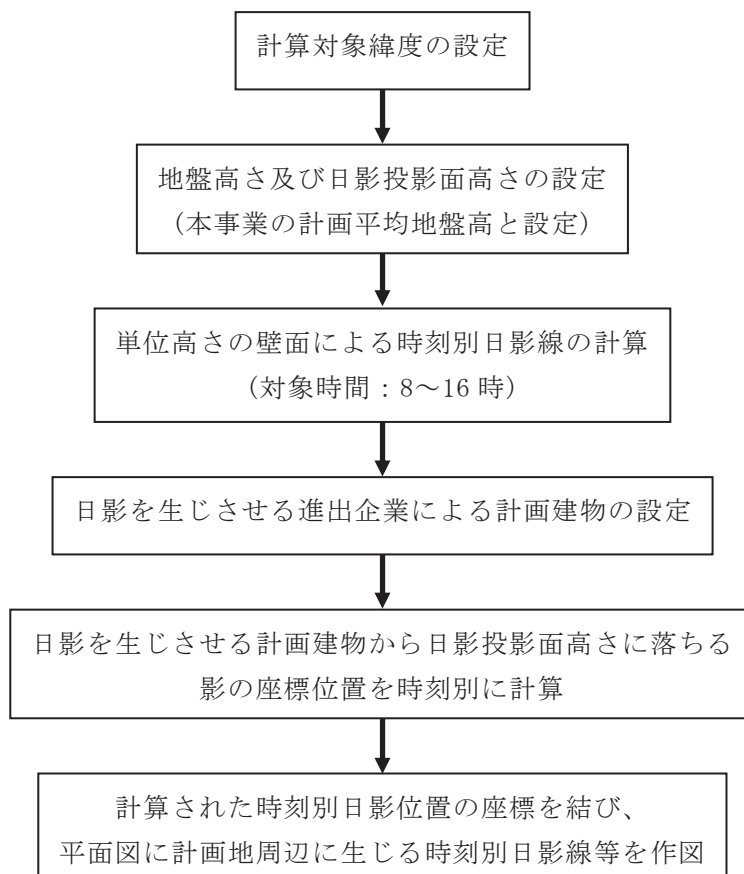 計算対象緯度の設定
地盤高さ及び日影投影面高さの設定
（本事業の計画平均地盤高と設定）
単位高さの壁面による時刻別日影線の計算
（対象時間：8～16 時）
日影を生じさせる進出企業による計画建物の設定
日影を生じさせる計画建物から日影投影面高さに落ちる
影の座標位置を時刻別に計算
計算された時刻別日影位置の座標を結び、
平面図に計画地周辺に生じる時刻別日影線等を作図